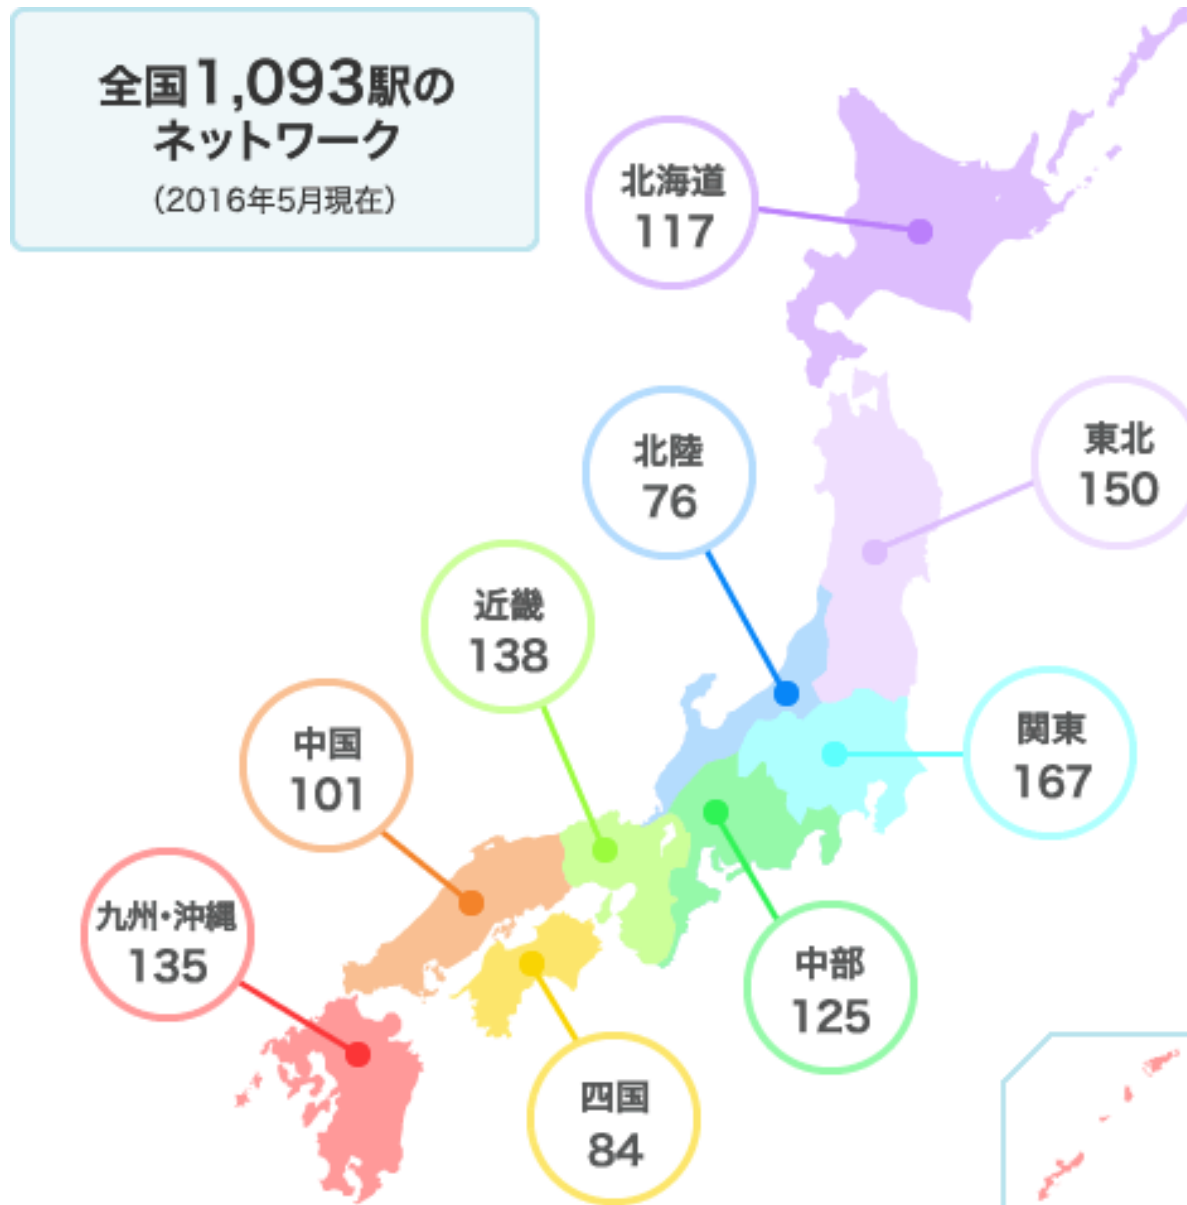 全国1,093駅の
ネットワーク
（2016年5月現在）
北海道
117
東北
150
北陸
76
近畿
138
中国
101
関東
167
九州・沖縄
135
中部
125
四国
84